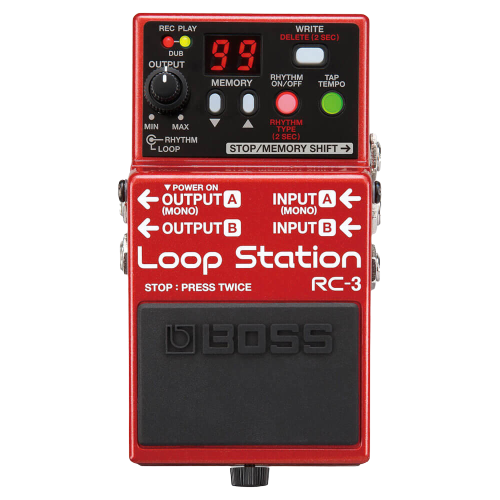 REC PLAY
DUB
OUTPUT
MIN MAX
RHYTHM
LOOP
99
MEMORY
▼ ▲
WRITE
DELETE (2 SEC)
RHYTHM
ON/OFF
TAP
TEMPO
RHYTHM
TYPE
(2 SEC)
STOP/MEMORY SHIFT →
▼ POWER ON
← OUTPUT A
(MONO)
INPUT A ←
(MONO)
← OUTPUT B
INPUT B ←
Loop Station
STOP : PRESS TWICE
RC-3
BOSS